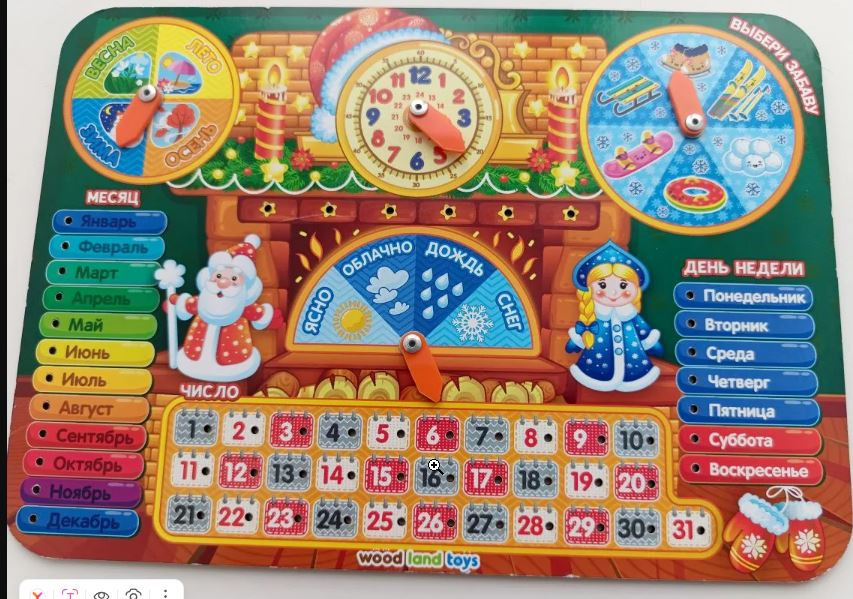 ВЕСНА
ЛЕТО
ЗИМА
ОСЕНЬ
12
1
2
3
5
6
7
8
9
10
11
ВЫБЕРИ ЗАБАВУ
МЕСЯЦ
Январь
Февраль
Март
Апрель
Май
Июнь
Июль
Август
Сентябрь
Октябрь
Ноябрь
Декабрь
ЯСНО
ОБЛАЧНО
ДОЖДЬ
СНЕГ
ДЕНЬ НЕДЕЛИ
Понедельник
Вторник
Среда
Четверг
Пятница
Суббота
Воскресенье
ЧИСЛО
1 2 3 4 5 6 7 8 9 10
11 12 13 14 15 16 17 18 19 20
21 22 23 24 25 26 27 28 29 30 31
wood land toys